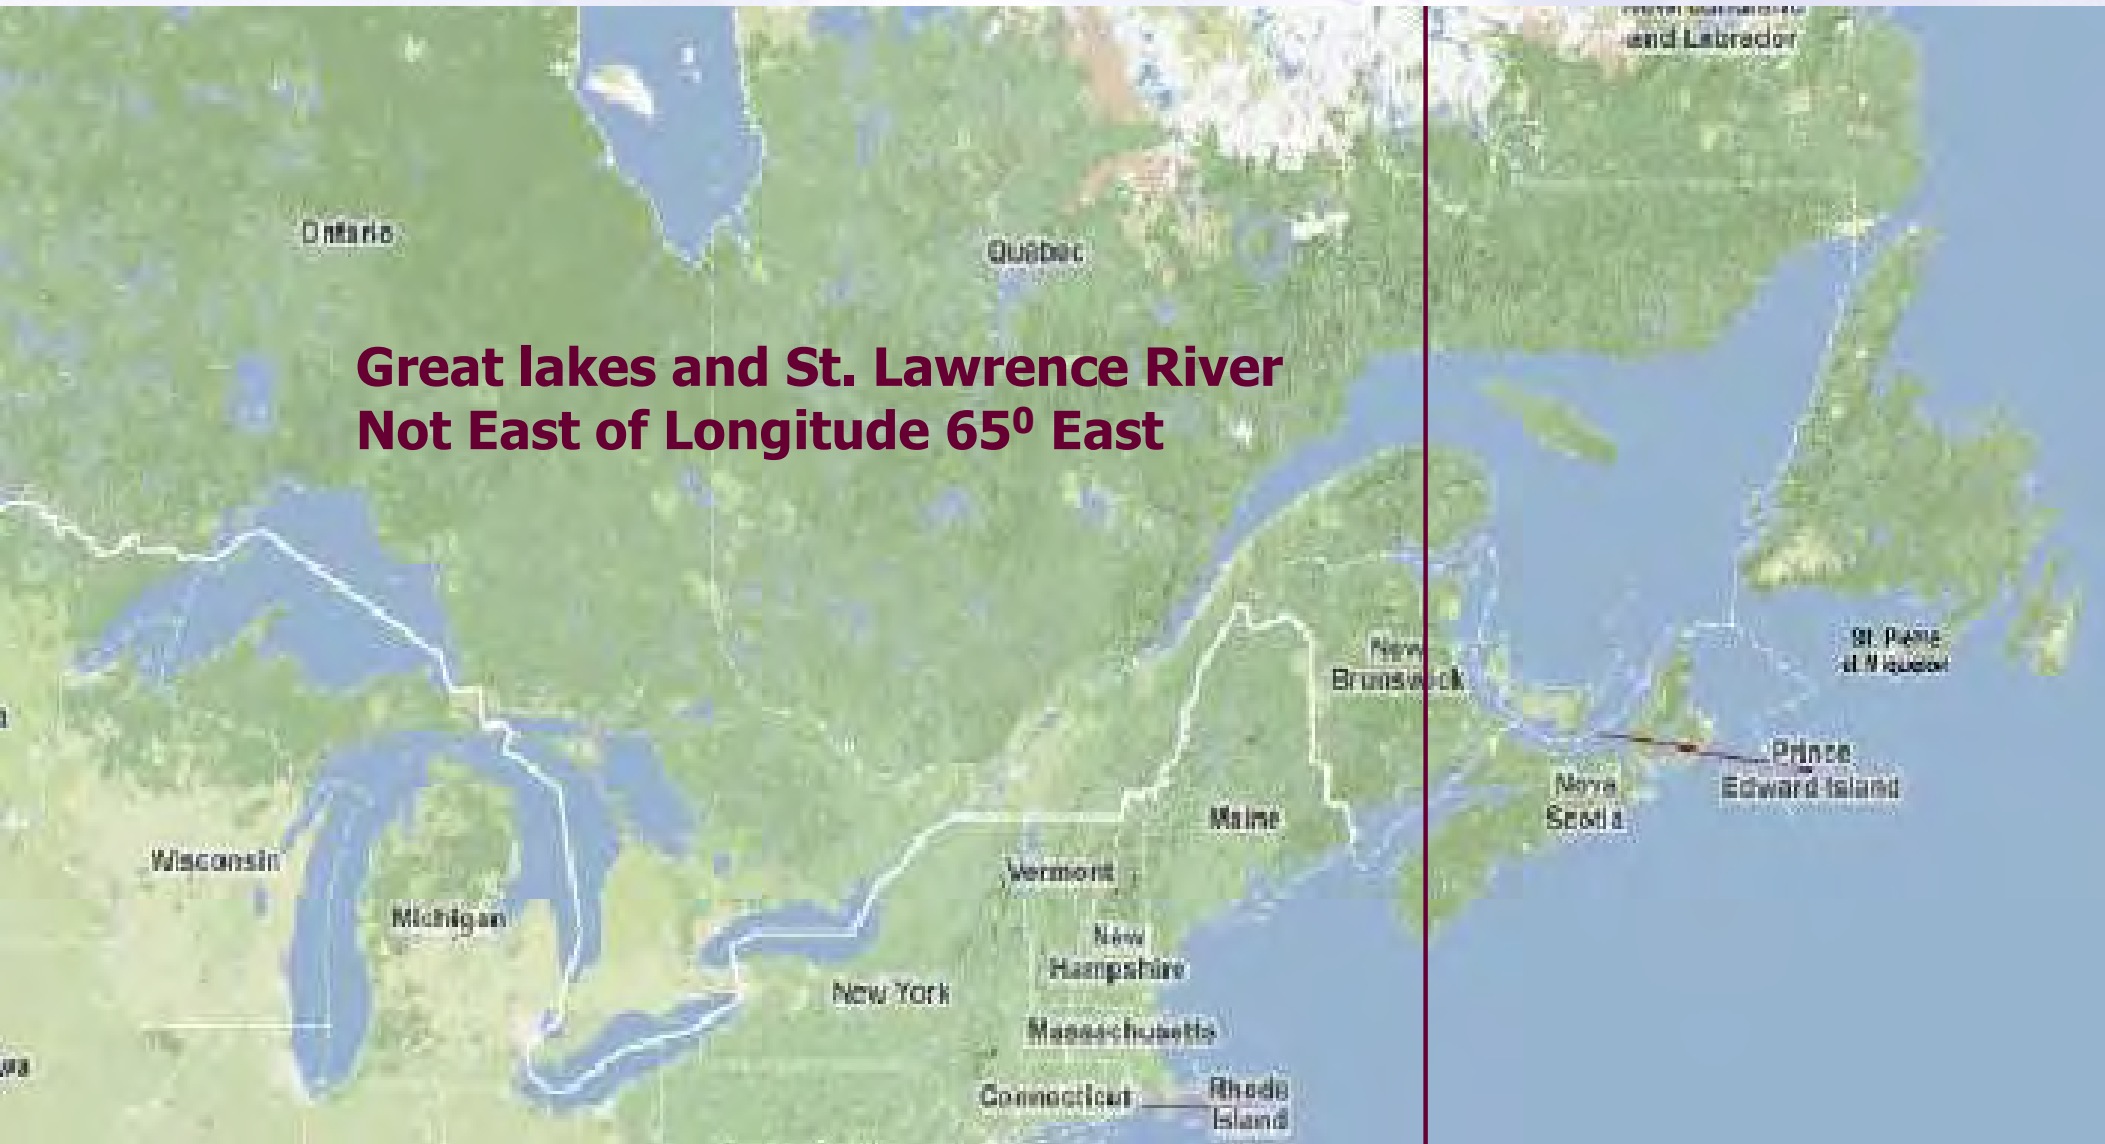 and Labrador
Ontario
Quebec
Great lakes and St. Lawrence River
Not East of Longitude 65⁰ East
New
Brunswick
St. Pierre
Prince
Edward Island
Nova
Scotia
Maine
Wisconsin
Vermont
Michigan
New
Hampshire
New York
Massachusetts
Connecticut
Rhode
Island